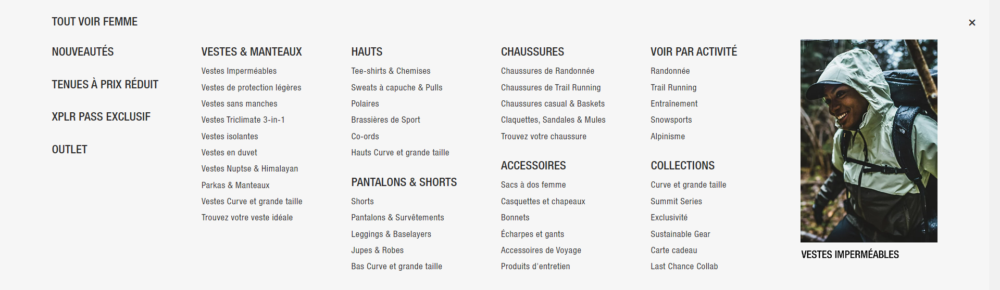 TOUT VOIR FEMME
NOUVEAUTÉS
TENUES À PRIX RÉDUIT
XPLR PASS EXCLUSIF
OUTLET
VESTES & MANTEAUX
Vestes Imperméables
Vestes de protection légères
Vestes sans manches
Vestes Triclimate 3-in-1
Vestes isolantes
Vestes en duvet
Vestes Nuptse & Himalayan
Parkas & Manteaux
Vestes Curve et grande taille
Trouvez votre veste idéale
HAUTS
Tee-shirts & Chemises
Sweats à capuche & Pulls
Polaires
Brassières de Sport
Co-ords
Hauts Curve et grande taille
PANTALONS & SHORTS
Shorts
Pantalons & Survêtements
Leggings & Baselayers
Jupes & Robes
Bas Curve et grande taille
CHAUSSURES
Chaussures de Randonnée
Chaussures de Trail Running
Chaussures casual & Baskets
Claquettes, Sandales & Mules
Trouvez votre chaussure
ACCESSOIRES
Sacs à dos femme
Casquettes et chapeaux
Bonnets
Écharpes et gants
Accessoires de Voyage
Produits d'entretien
VOIR PAR ACTIVITÉ
Randonnée
Trail Running
Entraînement
Snowsports
Alpinisme
COLLECTIONS
Curve et grande taille
Summit Series
Exclusivité
Sustainable Gear
Carte cadeau
Last Chance Collab
VESTES IMPERMÉABLES